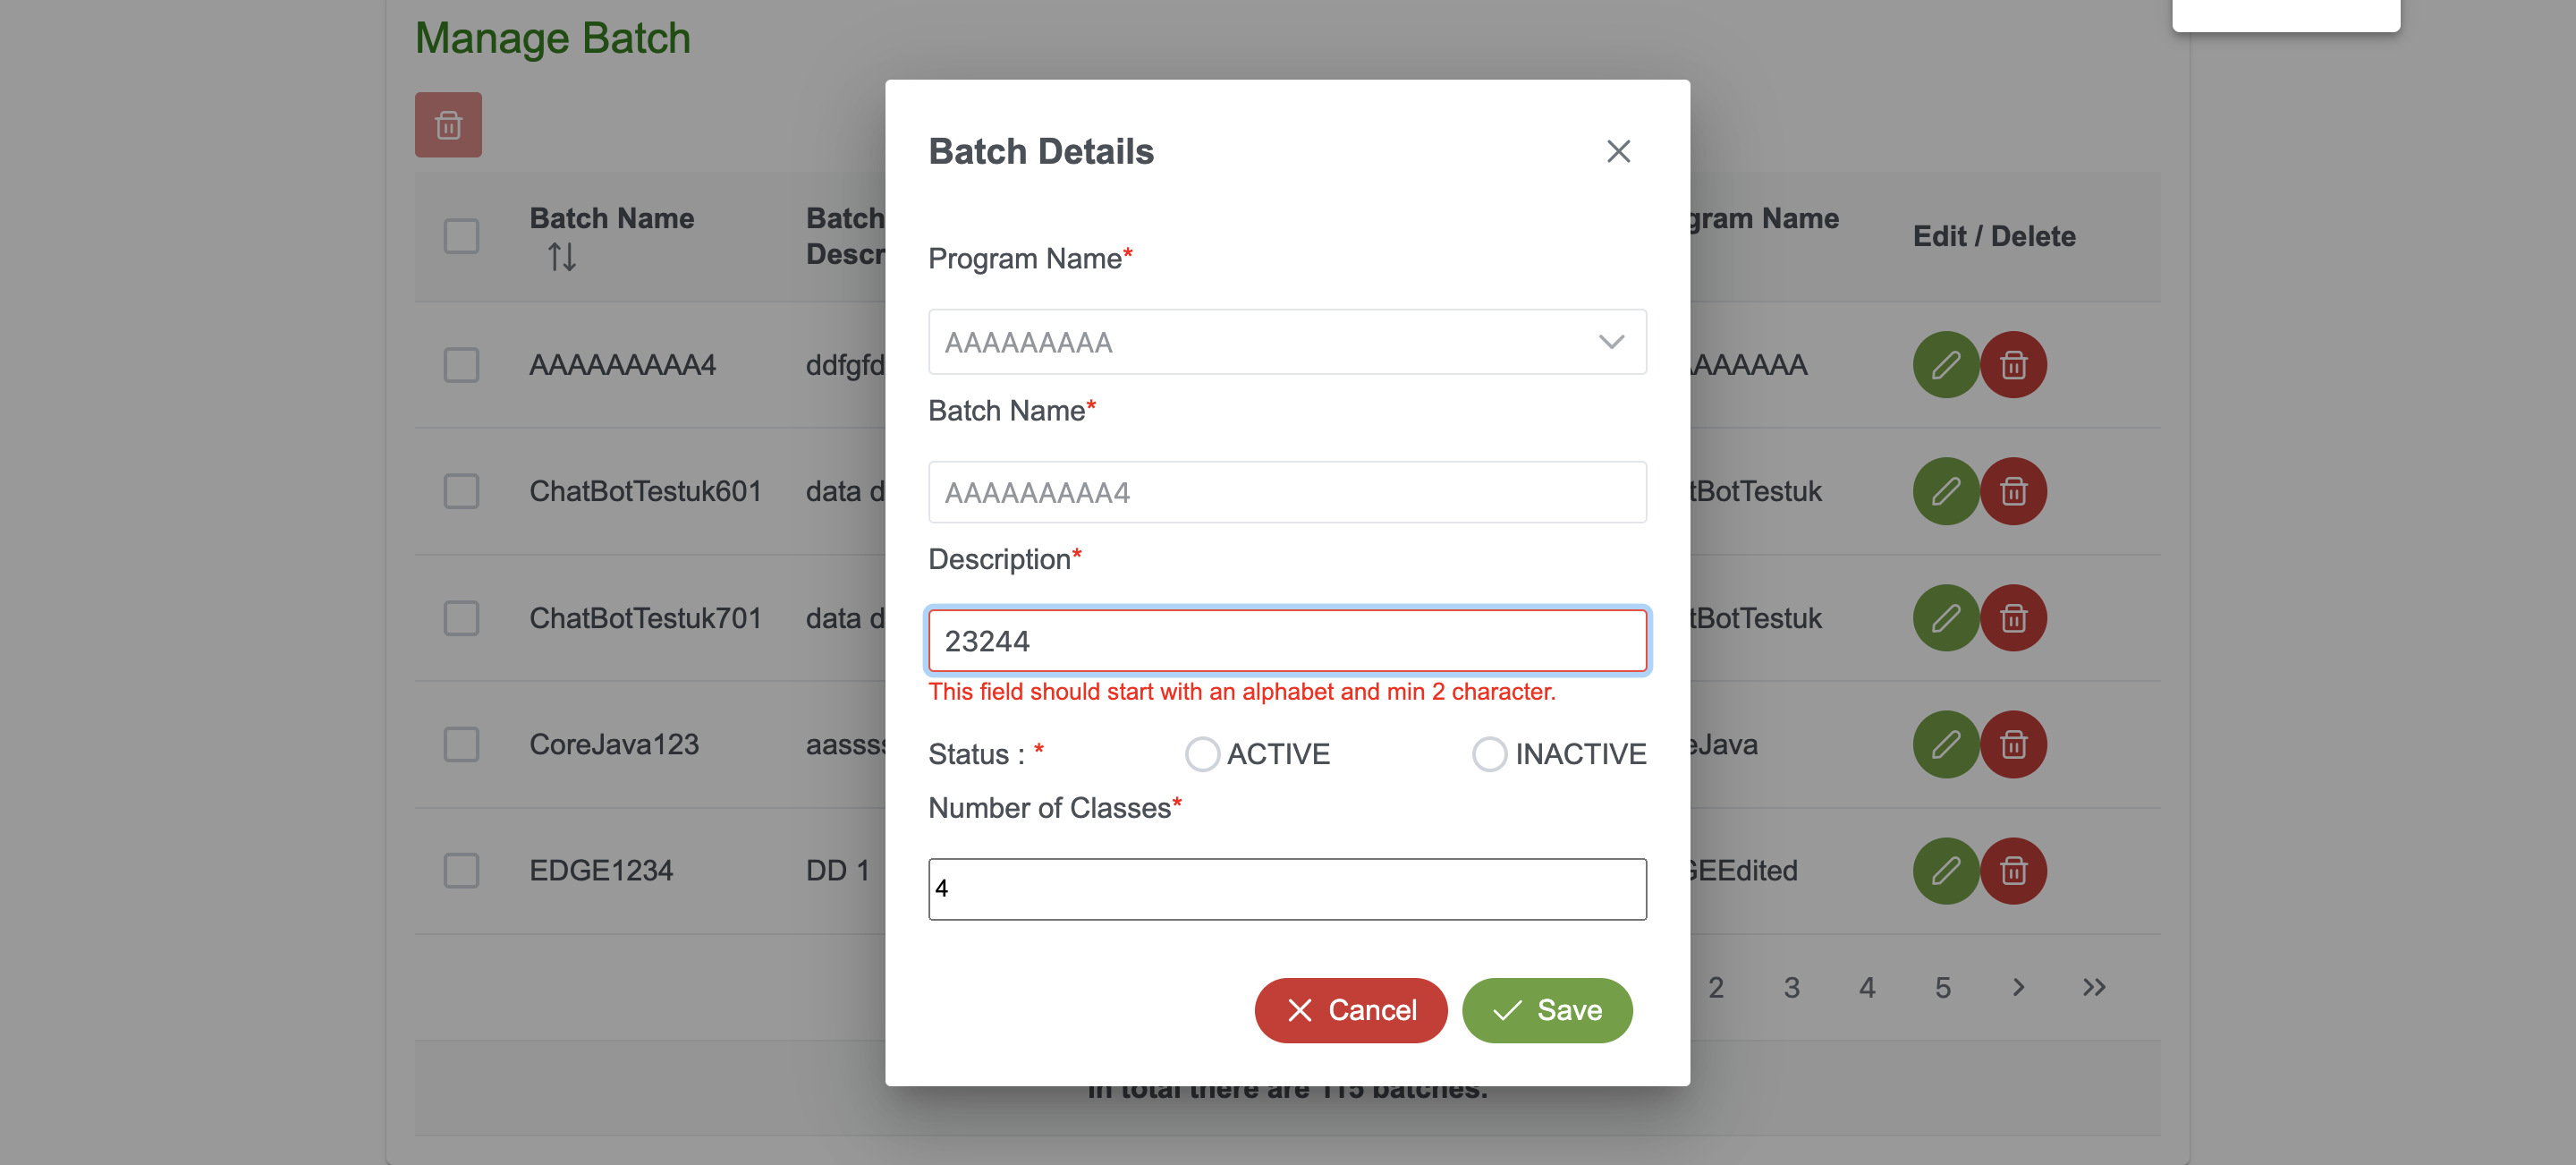 Manage Batch
Batch Details
Batch Name
Batch
Descr
gram Name
Edit / Delete
Program Name*
AAAAAAAAA
AAAAAAAAA4
ddfgfd
AAAAAA
Batch Name*
AAAAAAAAA4
ChatBotTestuk601
data d
tBotTestuk
Description*
23244
ChatBotTestuk701
data d
tBotTestuk
This field should start with an alphabet and min 2 character.
CoreJava123
aassss
eJava
Status : *
ACTIVE
INACTIVE
Number of Classes*
4
EDGE1234
DD 1
GEEdited
Cancel
Save
2 3 4 5
In total there are 115 batches.